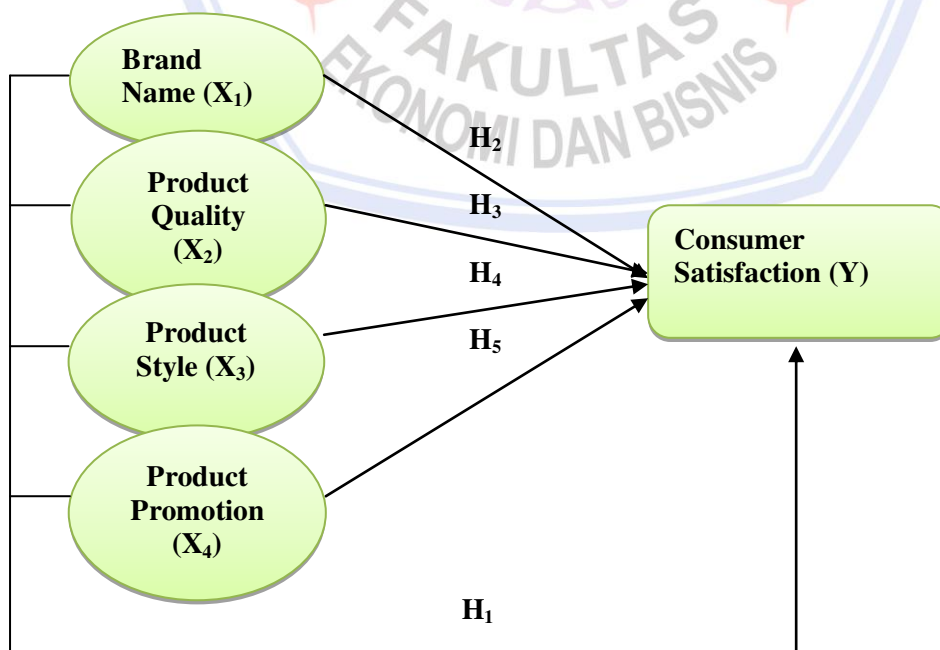 FAKULTAS
EKONOMI DAN BISNIS
Brand
Name (X₁)
H₂
Product
Quality
(X₂)
H₃
Consumer
Satisfaction (Y)
H₄
Product
Style (X₃)
H₅
Product
Promotion
(X₄)
H₁